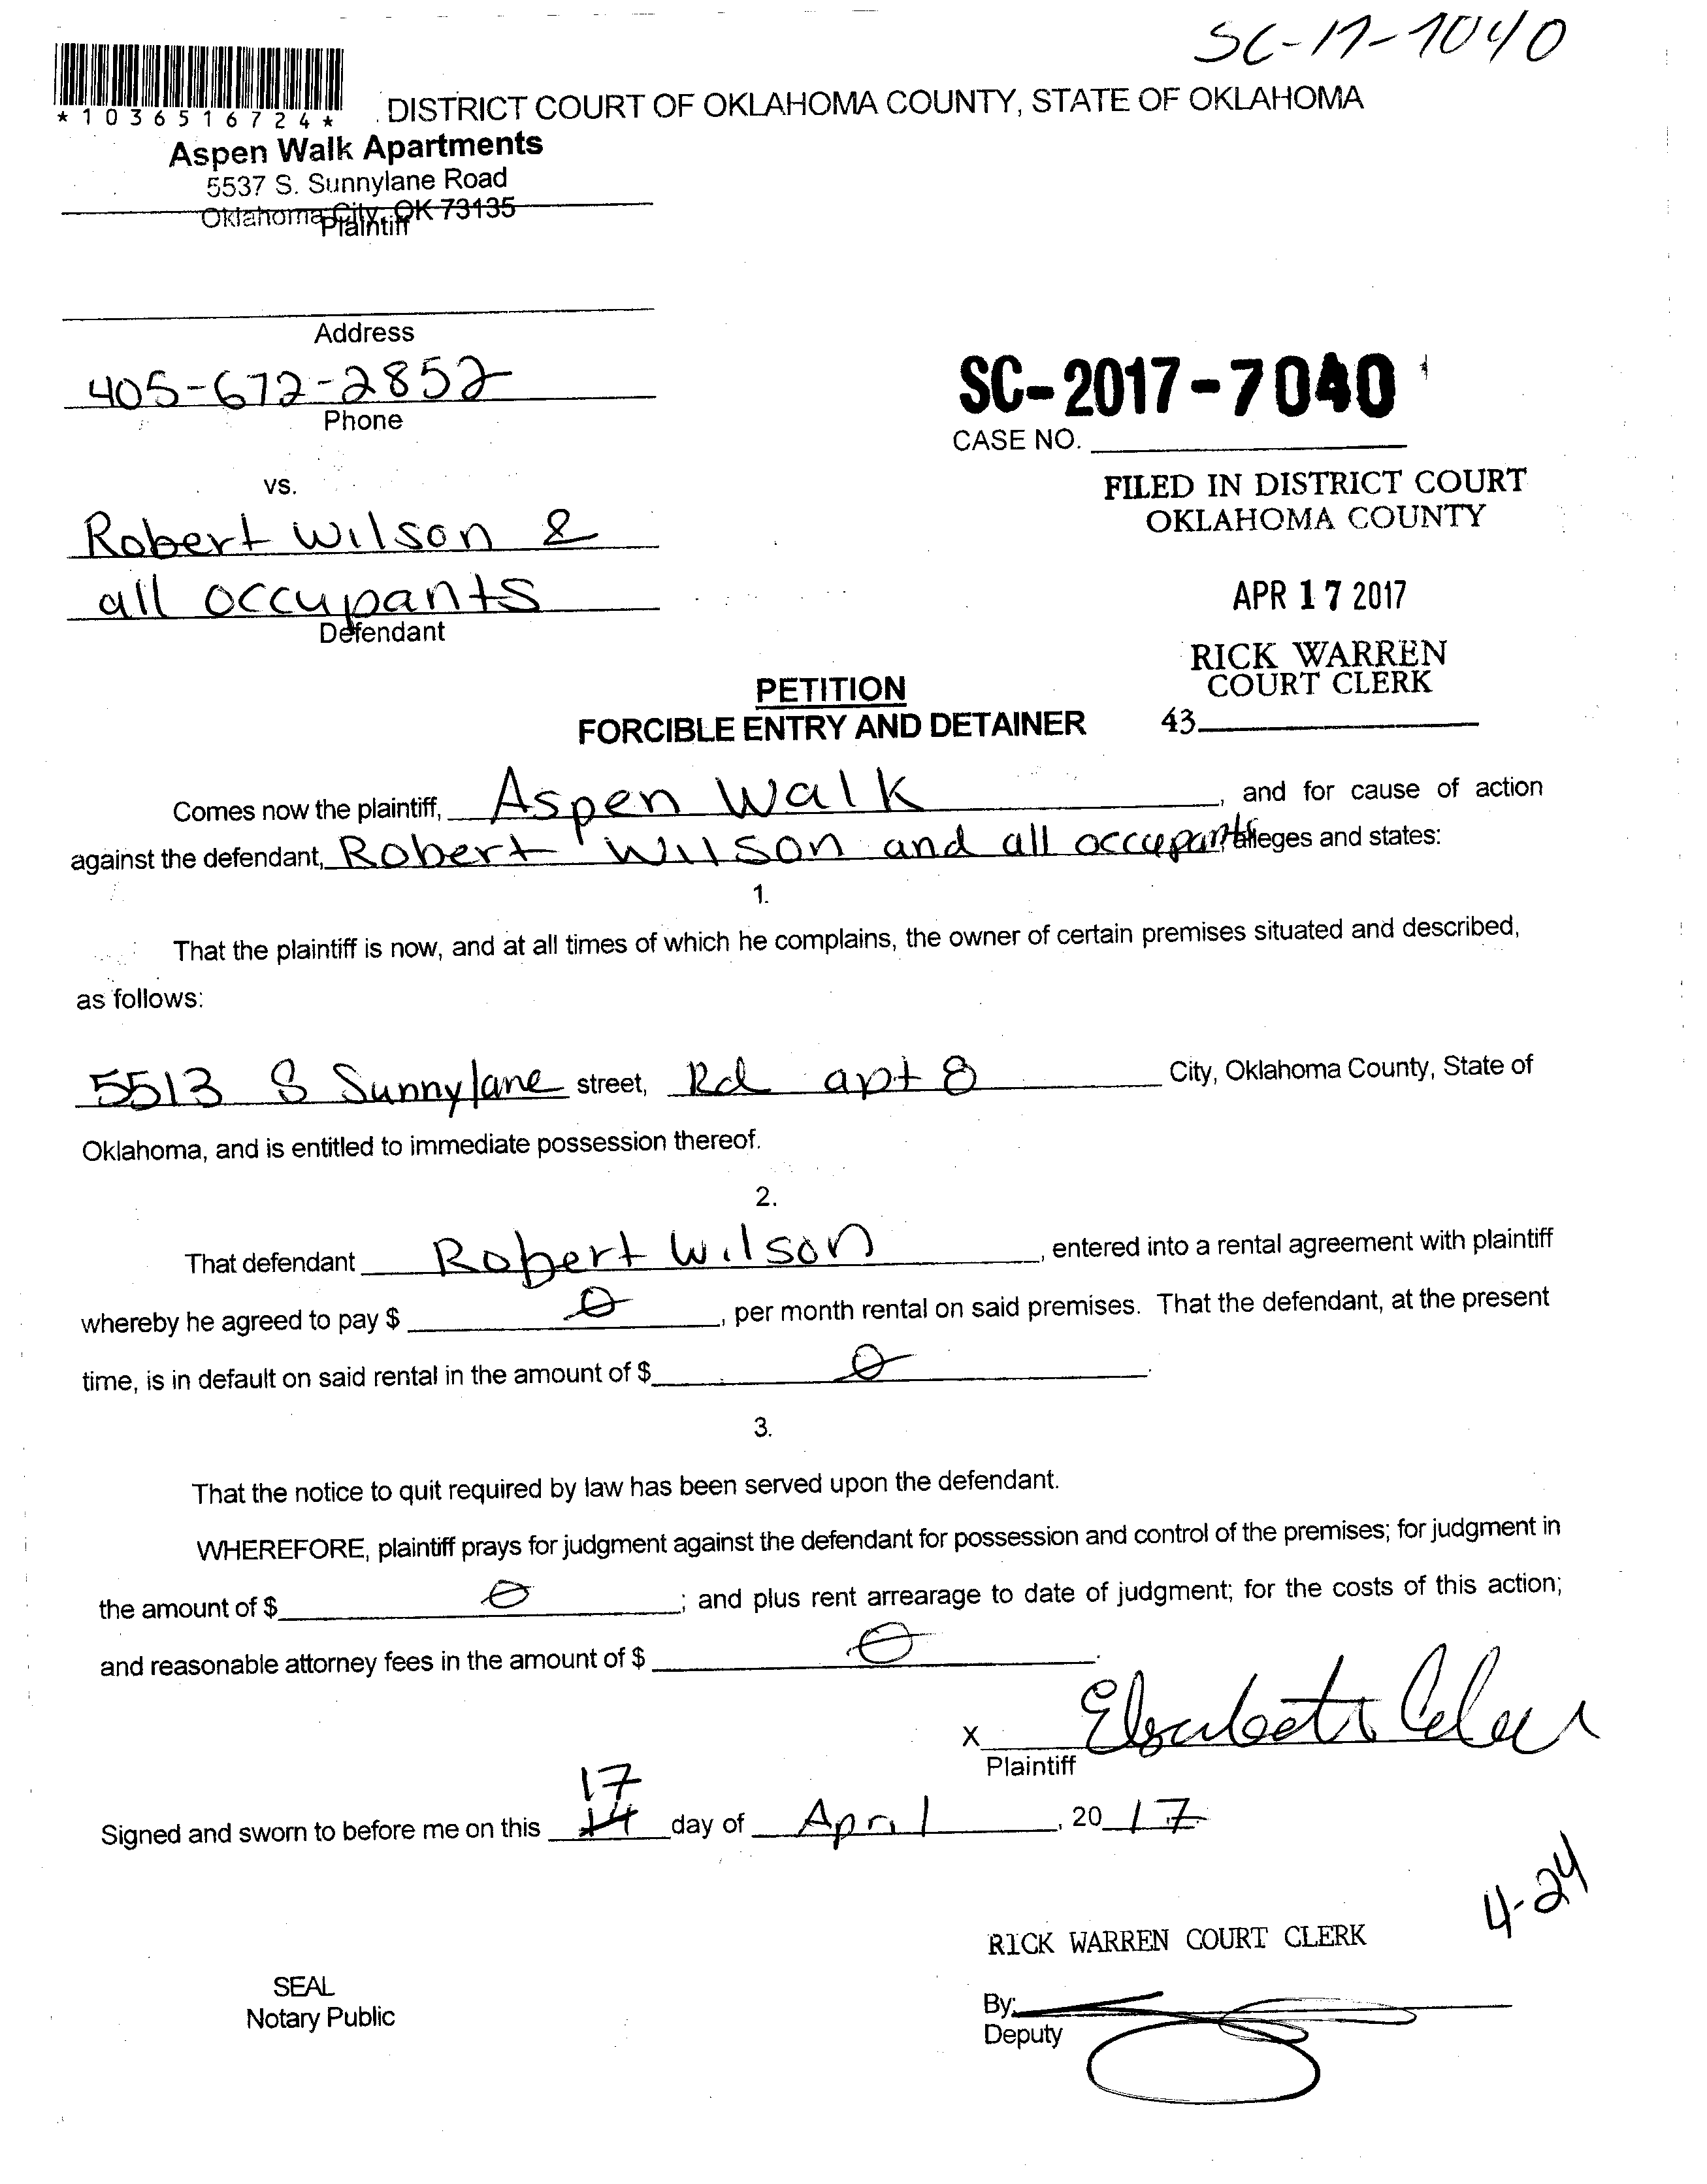 SC-17-7040
*1036516724*
DISTRICT COURT OF OKLAHOMA COUNTY, STATE OF OKLAHOMA
Aspen Walk Apartments
5537 S. Sunnylane Road
Oklahoma City, OK 73135
Plaintiff
Address
405-672-2852
Phone
SC-2017-7040
CASE NO.
vs.
FILED IN DISTRICT COURT
OKLAHOMA COUNTY
Robert Wilson &
all occupants
Defendant
APR 17 2017
RICK WARREN
COURT CLERK
43
PETITION
FORCIBLE ENTRY AND DETAINER
Comes now the plaintiff, Aspen Walk, and for cause of action
against the defendant, Robert Wilson and all occupants alleges and states:
1.
That the plaintiff is now, and at all times of which he complains, the owner of certain premises situated and described,
as follows:
5513 S Sunnylane street, Rd apt 8 City, Oklahoma County, State of
Oklahoma, and is entitled to immediate possession thereof.
2.
That defendant Robert Wilson, entered into a rental agreement with plaintiff
whereby he agreed to pay $ 0, per month rental on said premises. That the defendant, at the present
time, is in default on said rental in the amount of $ 0.
3.
That the notice to quit required by law has been served upon the defendant.
WHEREFORE, plaintiff prays for judgment against the defendant for possession and control of the premises; for judgment in
the amount of $ 0; and plus rent arrearage to date of judgment; for the costs of this action;
and reasonable attorney fees in the amount of $ 0.
X
Plaintiff
17
Signed and sworn to before me on this 14 day of April, 2017
4-24
RICK WARREN COURT CLERK
SEAL
Notary Public
By:
Deputy